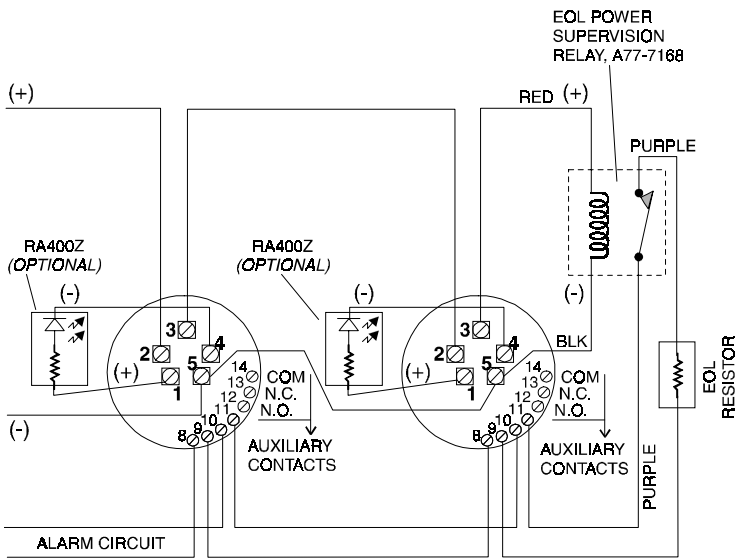 EOL POWER
SUPERVISION
RELAY, A77-7168
(+)
RED (+)
PURPLE
RA400Z
(OPTIONAL)
(-)
RA400Z
(OPTIONAL)
(-)
(-)
3
2
4
(+)
5
1
14
13
12
11
10
9
8
COM
N.C.
N.O.
AUXILIARY
CONTACTS
3
2
4
(+)
5
1
14
13
12
11
10
9
8
BLK
COM
N.C.
N.O.
AUXILIARY
CONTACTS
EOL
RESISTOR
PURPLE
(-)
ALARM CIRCUIT